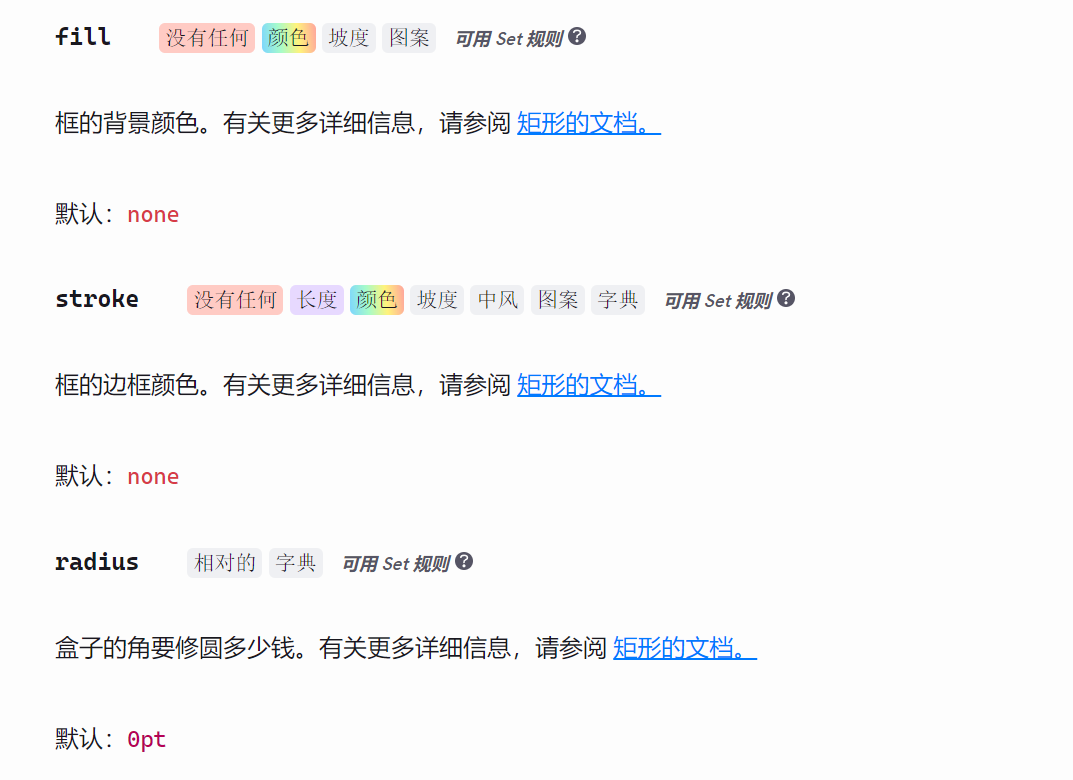 fill 没有任何 颜色 坡度 图案 可用 Set 规则 ?
框的背景颜色。有关更多详细信息，请参阅 矩形的文档。
默认：none
stroke 没有任何 长度 颜色 坡度 中风 图案 字典 可用 Set 规则 ?
框的边框颜色。有关更多详细信息，请参阅 矩形的文档。
默认：none
radius 相对的 字典 可用 Set 规则 ?
盒子的角要修圆多少钱。有关更多详细信息，请参阅 矩形的文档。
默认：0pt